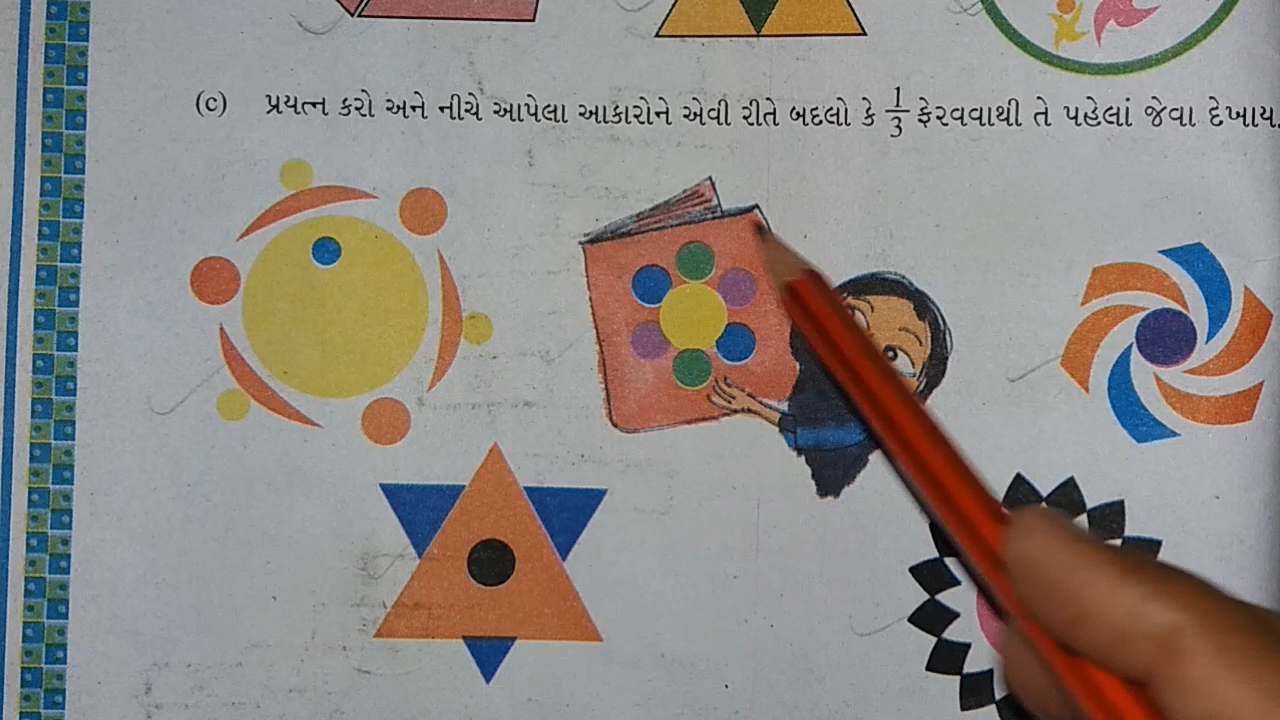 (c) પ્રયત્ન કરો અને નીચે આપેલા આકારોને એવી રીતે બદલો કે 1/3 ફેરવવાથી તે પહેલાં જેવા દેખાય.